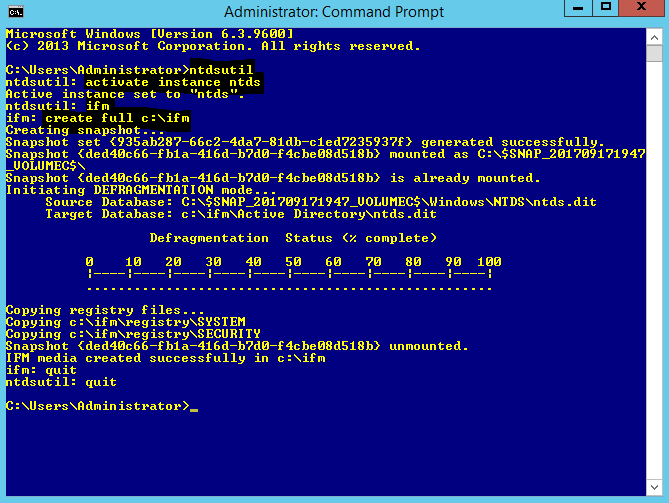 Administrator: Command Prompt
Microsoft Windows [Version 6.3.9600]
(c) 2013 Microsoft Corporation. All rights reserved.
C:\Users\Administrator>ntdsutil
ntdsutil: activate instance ntds
Active instance set to "ntds".
ntdsutil: ifm
ifm: create full c:\ifm
Creating snapshot...
Snapshot set {935ab287-66c2-4da7-81db-c1ed7235937f} generated successfully.
Snapshot {ded40c66-fb1a-416d-b7d0-f4cbe08d518b} mounted as C:\$SNAP_201709171947
_VOLUMEC$\
Snapshot {ded40c66-fb1a-416d-b7d0-f4cbe08d518b} is already mounted.
Initiating DEFRAGMENTATION mode...
Source Database: C:\$SNAP_201709171947_VOLUMEC$\Windows\NTDS\ntds.dit
Target Database: c:\ifm\Active Directory\ntds.dit
Defragmentation  Status (% complete)
0    10   20   30   40   50   60   70   80   90  100
|----|----|----|----|----|----|----|----|----|----|
...................................................
Copying registry files...
Copying c:\ifm\registry\SYSTEM
Copying c:\ifm\registry\SECURITY
Snapshot {ded40c66-fb1a-416d-b7d0-f4cbe08d518b} unmounted.
IFM media created successfully in c:\ifm
ifm: quit
ntdsutil: quit
C:\Users\Administrator>_